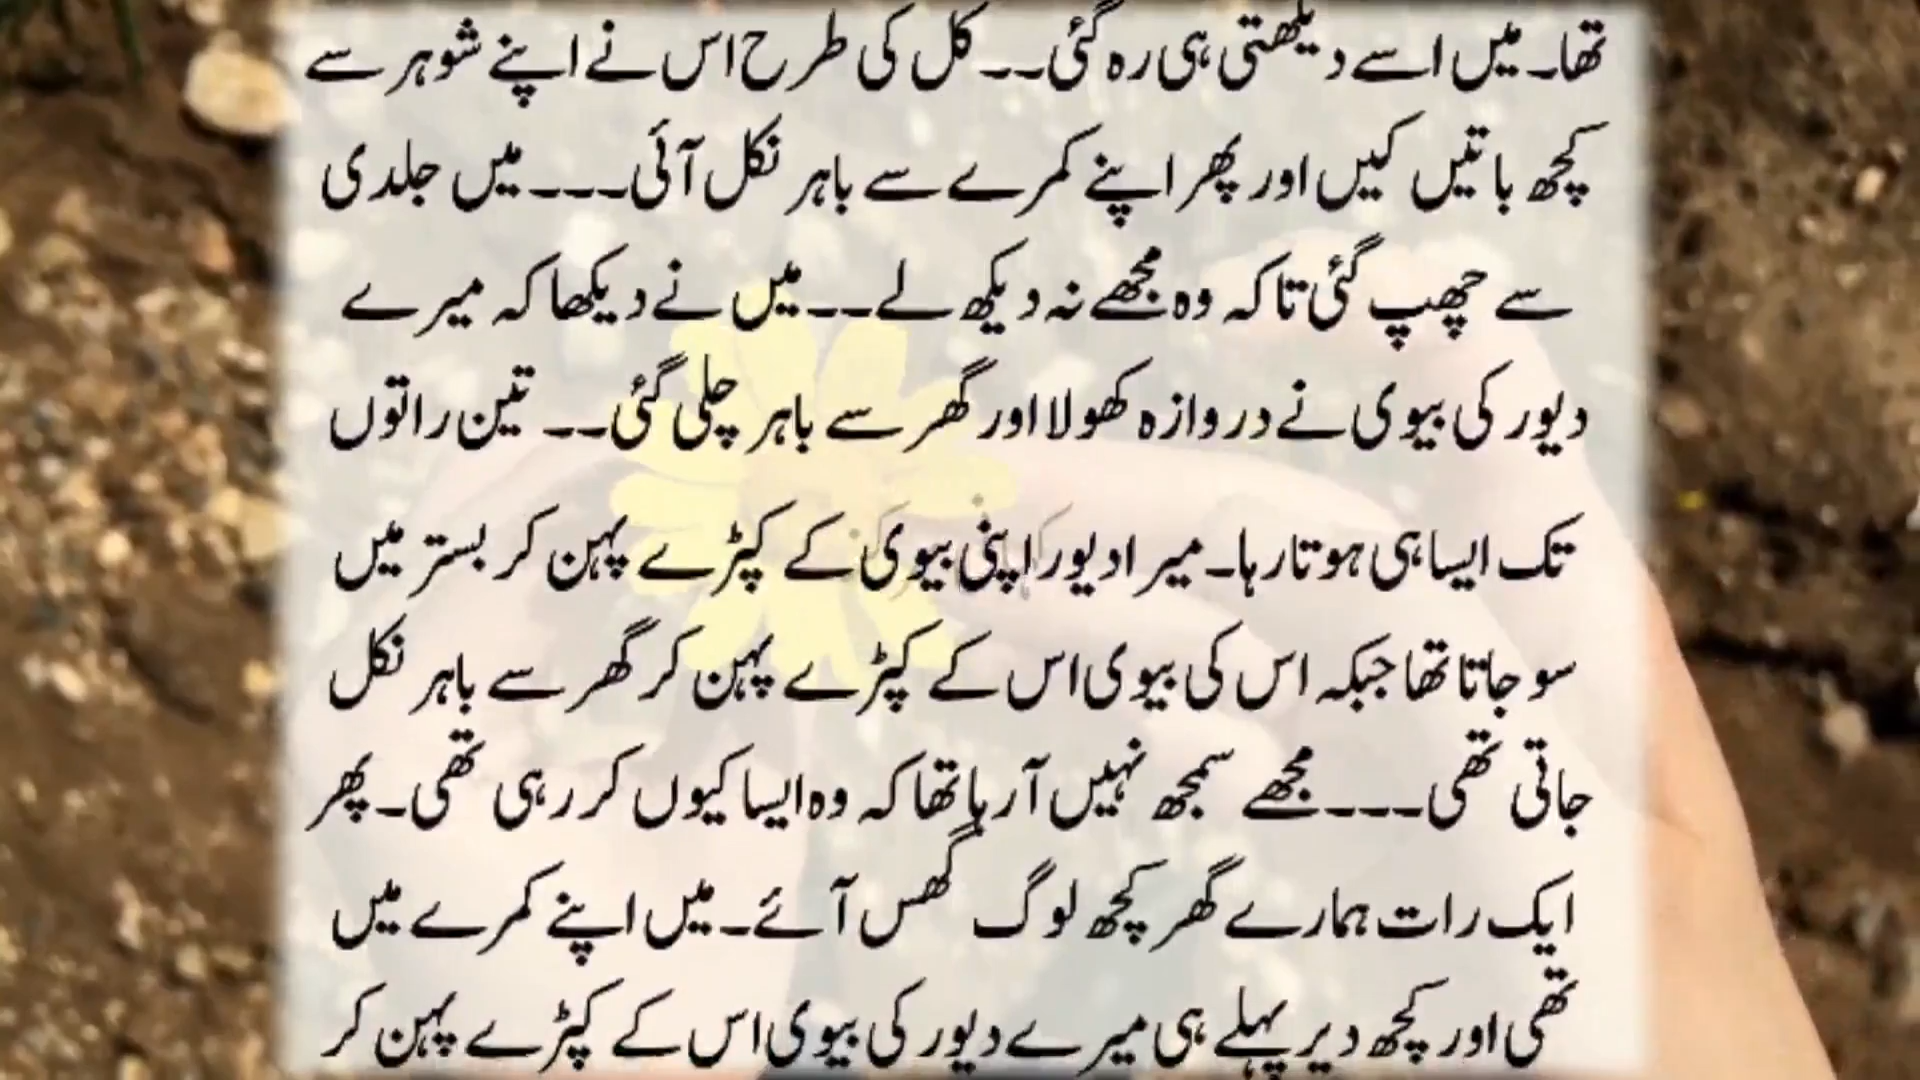 تھا۔ میں اسے دیکھتی ہی رہ گئی۔۔ کل کی طرح اس نے اپنے شوہر سے
کچھ باتیں کیں اور پھر اپنے کمرے سے باہر نکل آئی۔۔۔ میں جلدی
سے چھپ گئی تاکہ وہ مجھے نہ دیکھ لے۔۔ میں نے دیکھا کہ میرے
دیور کی بیوی نے دروازہ کھولا اور گھر سے باہر چلی گئی۔۔ تین راتوں
تک ایسا ہی ہوتا رہا۔ میرا دیور اپنی بیوی کے کپڑے پہن کر بستر میں
سو جاتا تھا جبکہ اس کی بیوی اس کے کپڑے پہن کر گھر سے باہر نکل
جاتی تھی۔۔۔ مجھے سمجھ نہیں آ رہا تھا کہ وہ ایسا کیوں کر رہی تھی۔ پھر
ایک رات ہمارے گھر کچھ لوگ گھس آئے۔ میں اپنے کمرے میں
تھی اور کچھ دیر پہلے ہی میرے دیور کی بیوی اس کے کپڑے پہن کر